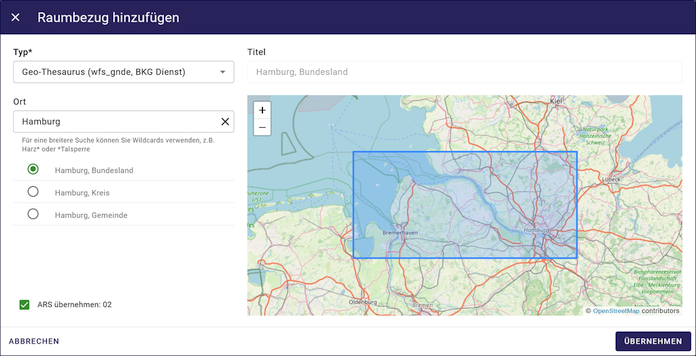 Raumbezug hinzufügen
Typ*
Geo-Thesaurus (wfs_gnde, BKG Dienst)
Ort
Hamburg
Für eine breitere Suche können Sie Wildcards verwenden, z.B.
Harz* oder *Talsperre
Hamburg, Bundesland
Hamburg, Kreis
Hamburg, Gemeinde
ARS übernehmen: 02
Titel
Hamburg, Bundesland
+
−
Kiel
Lübeck
Bremerhaven
Hamburg
Oldenburg
Bremen
© OpenStreetMap contributors
ABBRECHEN
ÜBERNEHMEN